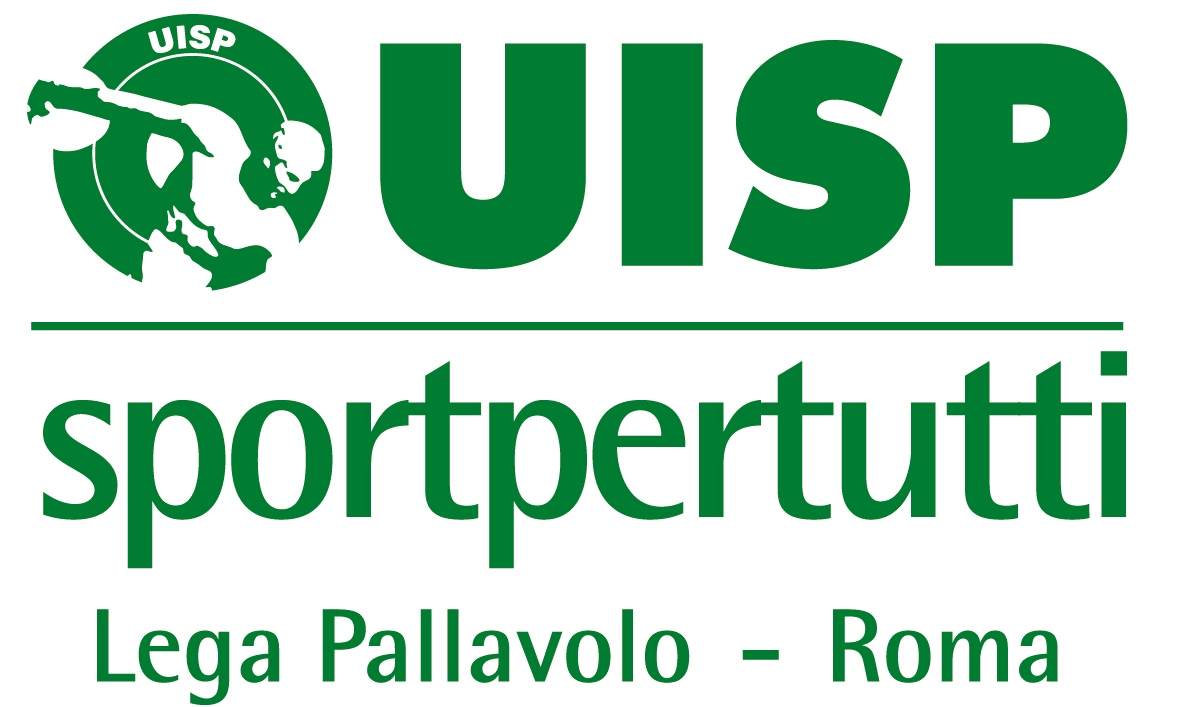 UISP
UISP
sportpertutti
Lega Pallavolo - Roma